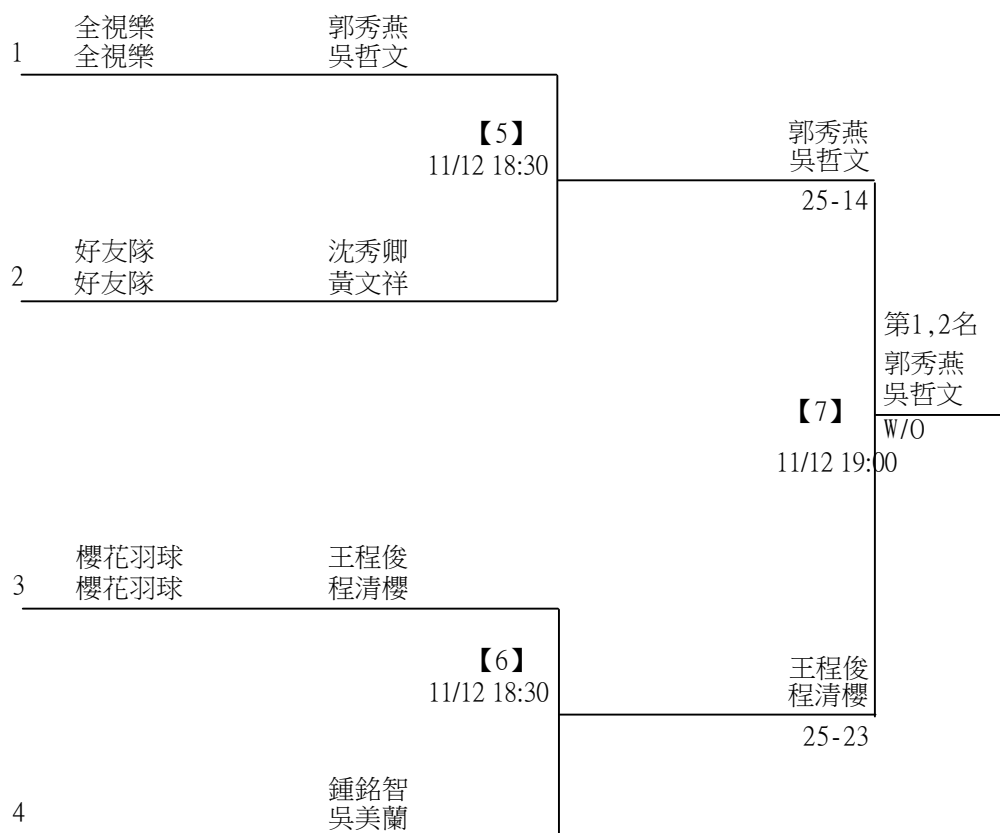 全視樂 郭秀燕
1 全視樂 吳哲文
【5】
11/12 18:30
郭秀燕
吳哲文
25-14
好友隊 沈秀卿
2 好友隊 黃文祥
第1,2名
郭秀燕
吳哲文
【7】
W/O
11/12 19:00
櫻花羽球 王程俊
3 櫻花羽球 程清櫻
【6】
11/12 18:30
王程俊
程清櫻
25-23
鍾銘智
4 吳美蘭